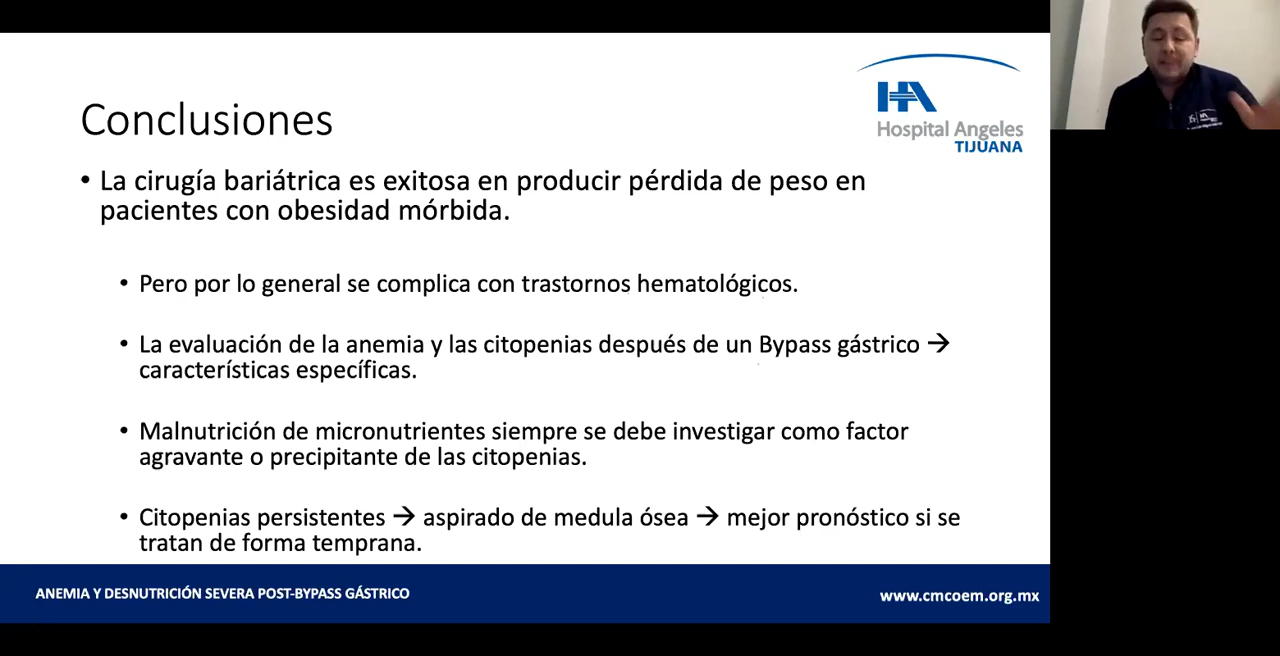 Conclusiones
HA
Hospital Angeles
TIJUANA
• La cirugía bariátrica es exitosa en producir pérdida de peso en
pacientes con obesidad mórbida.
• Pero por lo general se complica con trastornos hematológicos.
• La evaluación de la anemia y las citopenias después de un Bypass gástrico →
características específicas.
• Malnutrición de micronutrientes siempre se debe investigar como factor
agravante o precipitante de las citopenias.
• Citopenias persistentes → aspirado de medula ósea → mejor pronóstico si se
tratan de forma temprana.
ANEMIA Y DESNUTRICIÓN SEVERA POST-BYPASS GÁSTRICO
www.cmcoem.org.mx